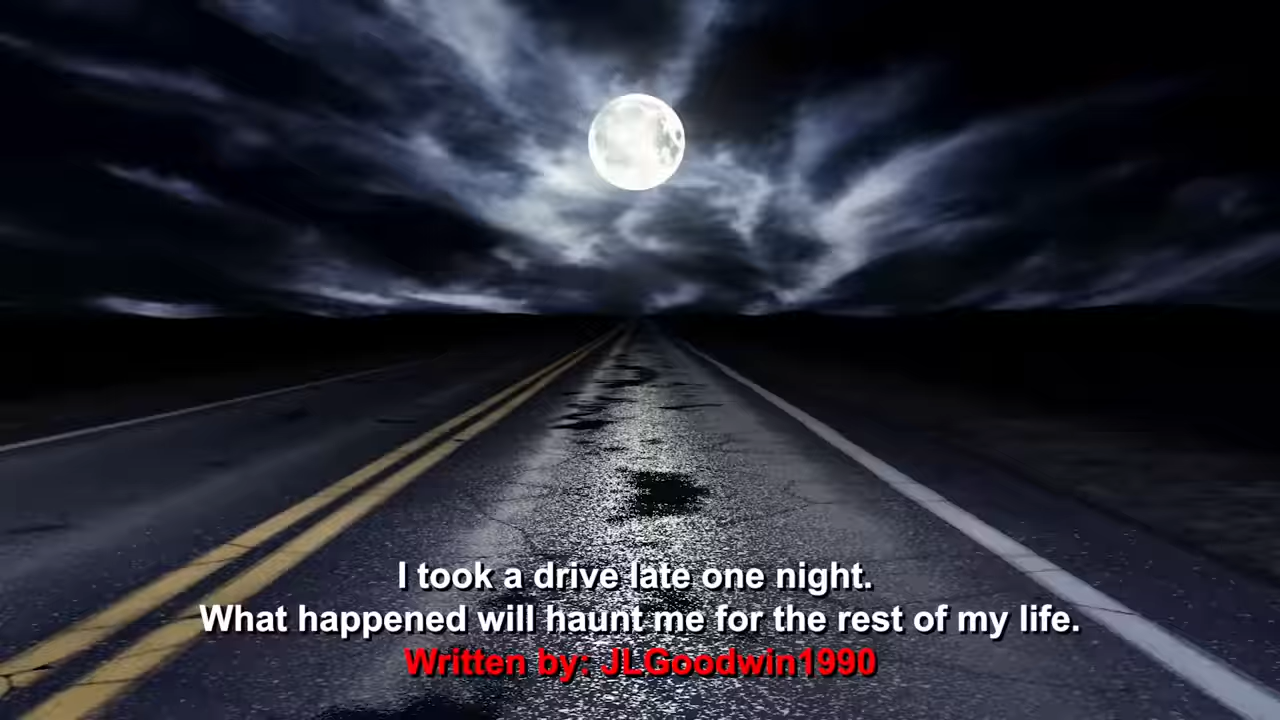 I took a drive late one night.
What happened will haunt me for the rest of my life.
Written by: JLGoodwin1990